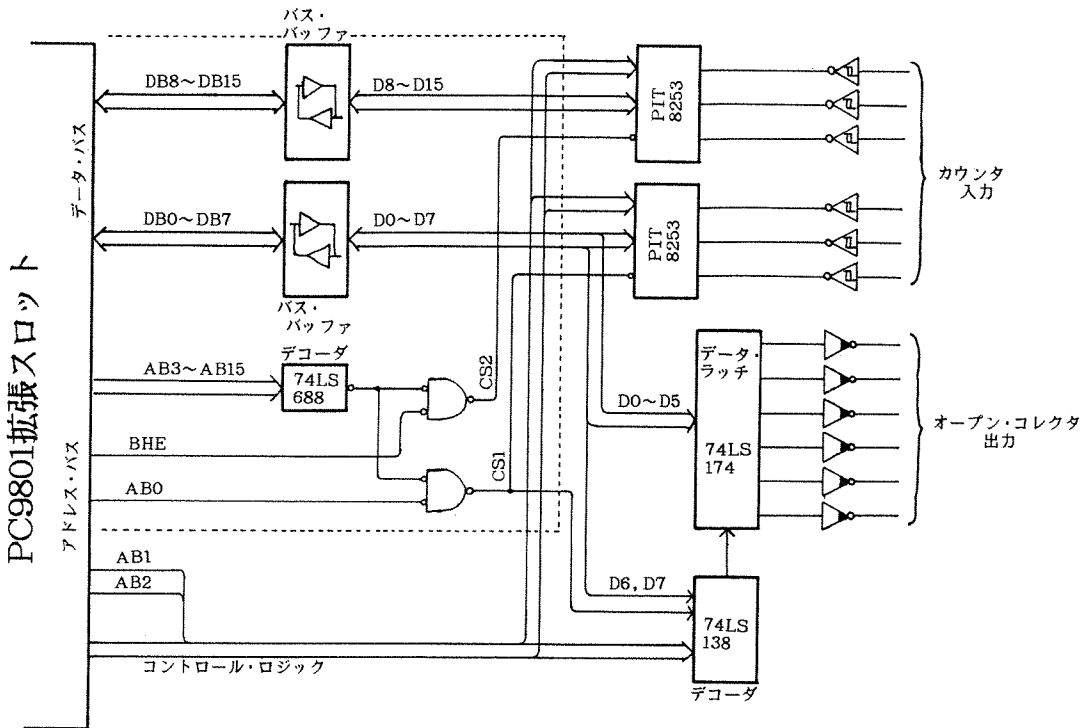 バス・
バッファ
DB8～DB15
D8～D15
PIT
8253
データ・バス
カウンタ
入力
DB0～DB7
D0～D7
PIT
8253
バス・
バッファ
PC9801拡張スロット
デコーダ
AB3～AB15
74LS
688
CS2
データ・
ラッチ
D0～D5
オープン・コレクタ
出力
BHE
74LS
174
アドレス・バス
AB0
CS1
AB1
AB2
D6,D7
74LS
138
コントロール・ロジック
デコーダ